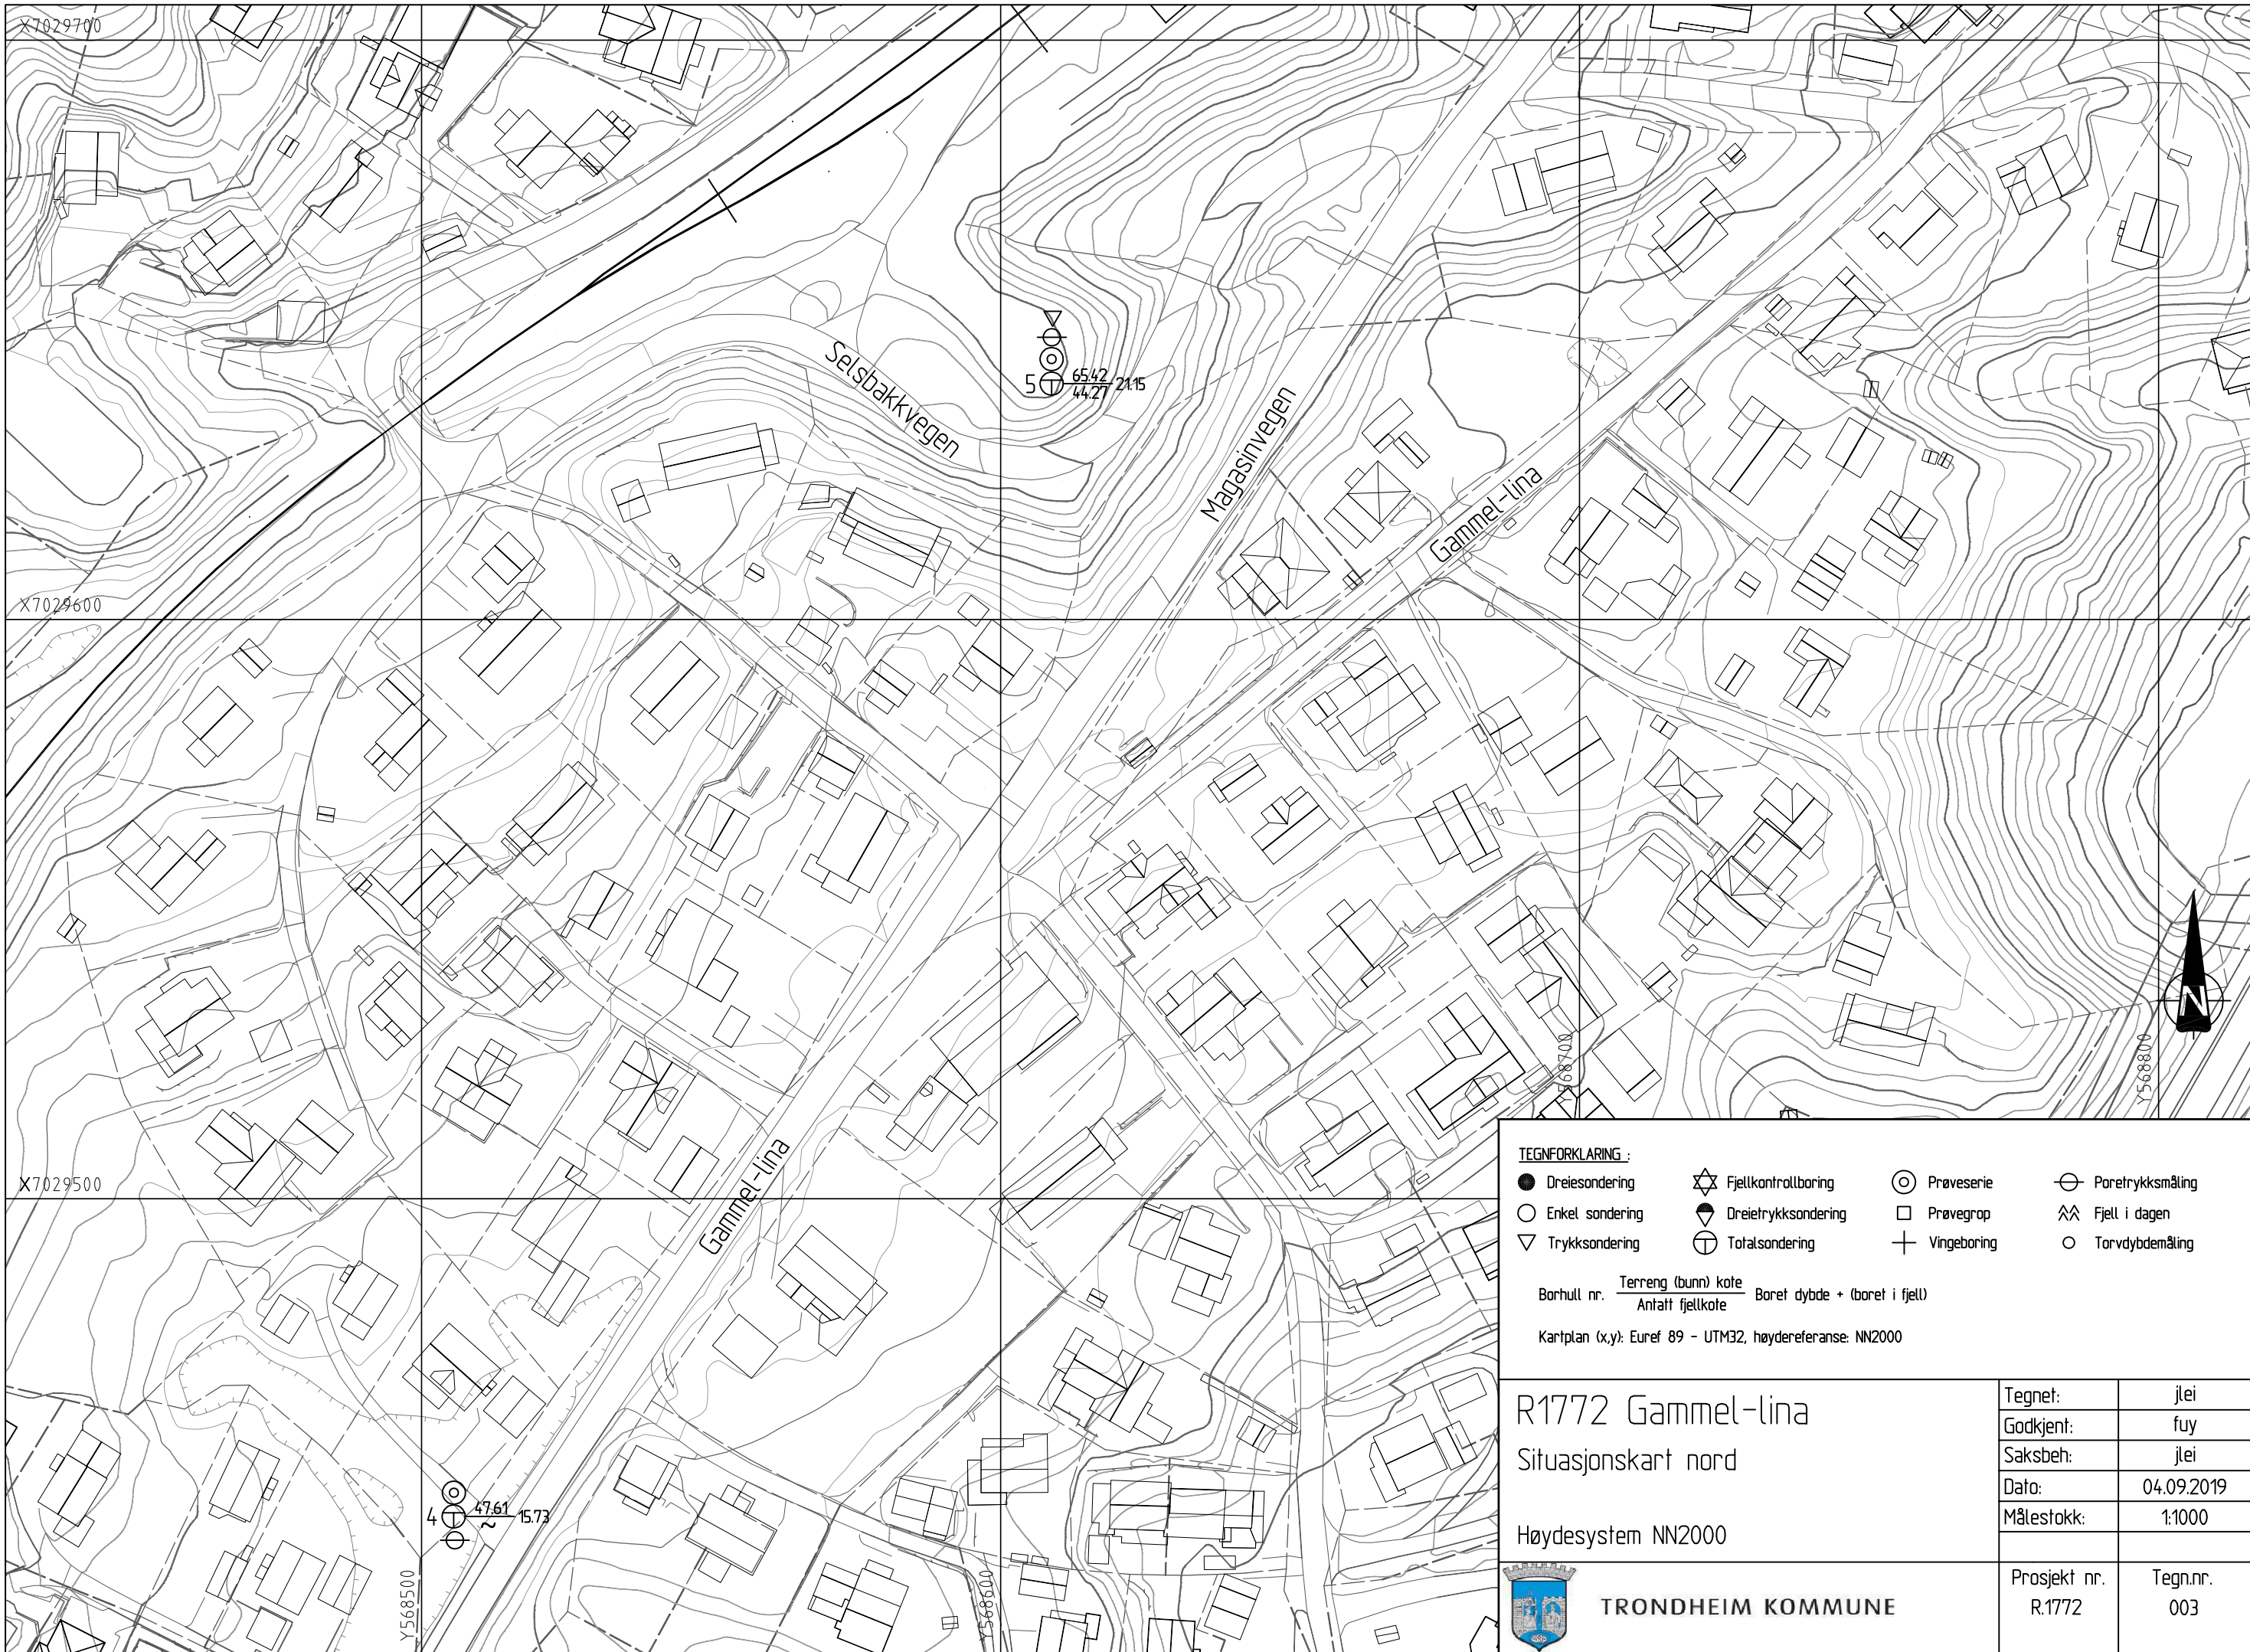 X7029700
Selsbakkvegen
5 65.42 21.15
44.27
Magasinvegen
Gammel-lina
X7029600
N
Y568700
Y568800
X7029500
Gammel-lina
4 47.61 15.73
~
Y568500
Y568600
TEGNFORKLARING :
Dreiesondering
Fjellkontrollboring
Prøveserie
Poretrykksmåling
Enkel sondering
Dreietrykksondering
Prøvegrop
Fjell i dagen
Trykksondering
Totalsondering
Vingeboring
Torvdybdemåling
Borhull nr. Terreng (bunn) kote Boret dybde + (boret i fjell)
Antatt fjellkote
Kartplan (x,y): Euref 89 - UTM32, høydereferanse: NN2000
R1772 Gammel-lina
Situasjonskart nord
Høydesystem NN2000
Tegnet: jlei
Godkjent: fuy
Saksbeh: jlei
Dato: 04.09.2019
Målestokk: 1:1000
TRONDHEIM KOMMUNE
Prosjekt nr. Tegn.nr.
R.1772 003